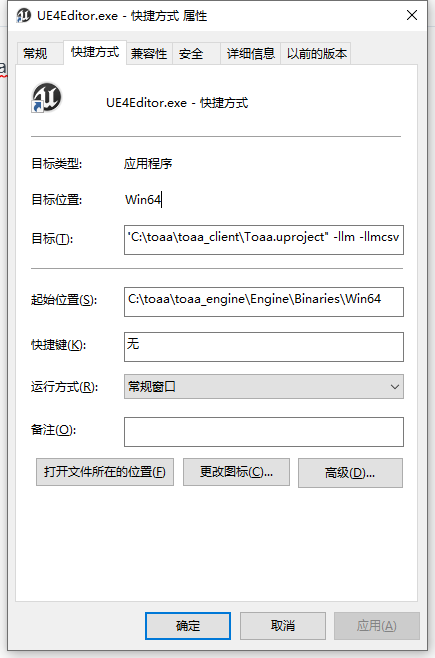 UE4Editor.exe - 快捷方式 属性
常规 快捷方式 兼容性 安全 详细信息 以前的版本
UE4Editor.exe - 快捷方式
目标类型: 应用程序
目标位置: Win64
目标(T): "C:\toaa\toaa_client\Toaa.uproject" -llm -llmcsv
起始位置(S): C:\toaa\toaa_engine\Engine\Binaries\Win64
快捷键(K): 无
运行方式(R): 常规窗口
备注(O):
打开文件所在的位置(F) 更改图标(C)... 高级(D)...
确定 取消 应用(A)